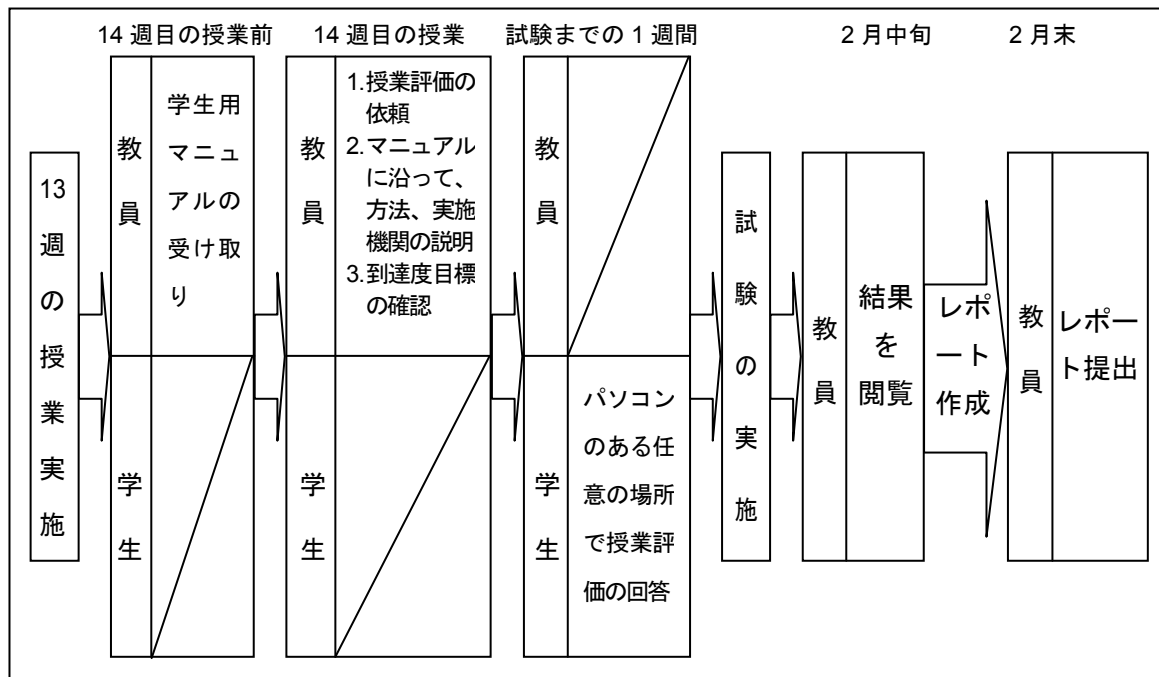 14週目の授業前
14週目の授業
試験までの1週間
2月中旬
2月末
13
週
の
授
業
実
施
教
員
学生用
マニュ
アルの
受け取
り
学
生
教
員
1.授業評価の
依頼
2.マニュアル
に沿って、
方法、実施
機関の説明
3.到達度目標
の確認
学
生
教
員
学
生
パソコン
のある任
意の場所
で授業評
価の回答
試
験
の
実
施
教
員
結果
を
閲覧
レポ
ート
作成
教
員
レポー
ト提出